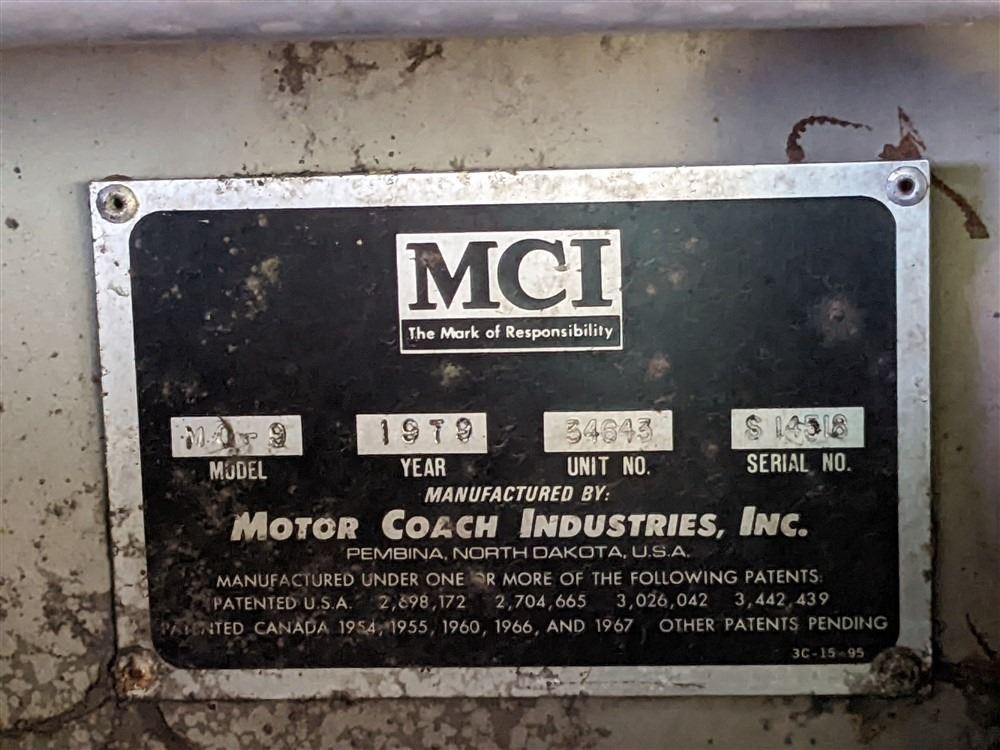 MCI
The Mark of Responsibility
1979 34643 S 14518
MODEL YEAR UNIT NO. SERIAL NO.
MANUFACTURED BY:
MOTOR COACH INDUSTRIES, INC.
PEMBINA, NORTH DAKOTA, U.S.A.
MANUFACTURED UNDER ONE OR MORE OF THE FOLLOWING PATENTS:
PATENTED U.S.A. 2,698,172 2,704,665 3,026,042 3,442,439
PATENTED CANADA 1954, 1955, 1960, 1966, AND 1967 OTHER PATENTS PENDING
3C-15-95